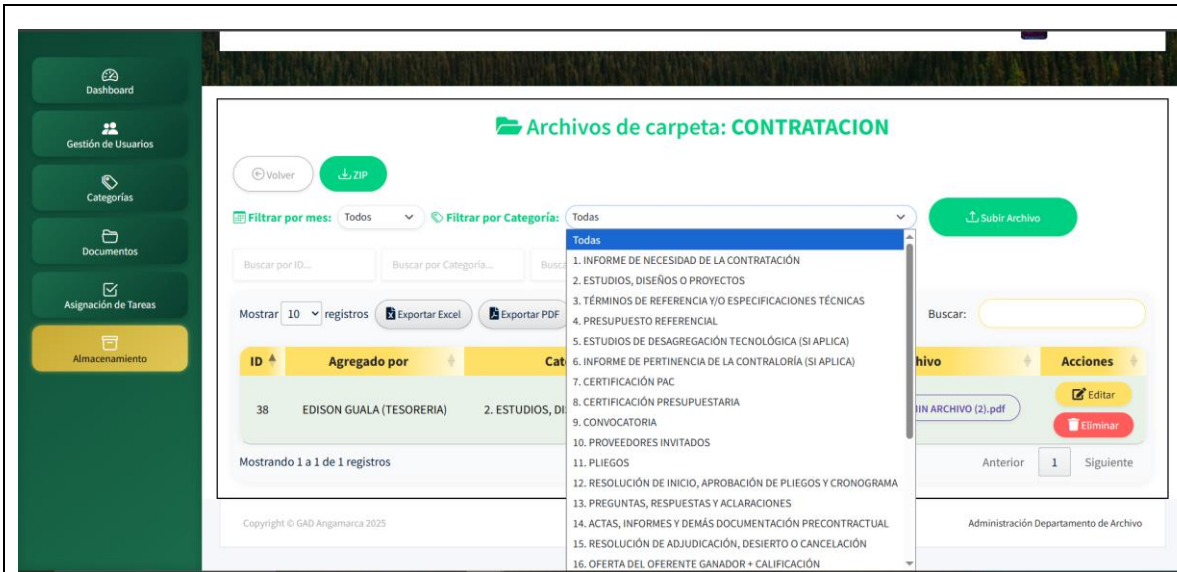 Dashboard
Gestión de Usuarios
Categorías
Documentos
Asignación de Tareas
Almacenamiento
Archivos de carpeta: CONTRATACION
Volver
ZIP
Filtrar por mes: Todos Filtrar por Categoría: Todas
Subir Archivo
Buscar por ID... Buscar por Categoría...
Todas
1. INFORME DE NECESIDAD DE LA CONTRATACIÓN
2. ESTUDIOS, DISEÑOS O PROYECTOS
3. TÉRMINOS DE REFERENCIA Y/O ESPECIFICACIONES TÉCNICAS
4. PRESUPUESTO REFERENCIAL
5. ESTUDIOS DE DESAGREGACIÓN TECNOLÓGICA (SI APLICA)
6. INFORME DE PERTINENCIA DE LA CONTRALORÍA (SI APLICA)
7. CERTIFICACIÓN PAC
8. CERTIFICACIÓN PRESUPUESTARIA
9. CONVOCATORIA
10. PROVEEDORES INVITADOS
11. PLIEGOS
12. RESOLUCIÓN DE INICIO, APROBACIÓN DE PLIEGOS Y CRONOGRAMA
13. PREGUNTAS, RESPUESTAS Y ACLARACIONES
14. ACTAS, INFORMES Y DEMÁS DOCUMENTACIÓN PRECONTRACTUAL
15. RESOLUCIÓN DE ADJUDICACIÓN, DESIERTO O CANCELACIÓN
16. OFERTA DEL OFERENTE GANADOR + CALIFICACIÓN
Mostrar 10 registros Exportar Excel Exportar PDF Buscar:
ID Agregado por Cat hivo Acciones
38 EDISON GUALA (TESORERIA) 2. ESTUDIOS, DI ARCHIVO (2).pdf Editar
Eliminar
Mostrando 1 a 1 de 1 registros Anterior 1 Siguiente
Copyright © GAD Angamarca 2025 Administración Departamento de Archivo